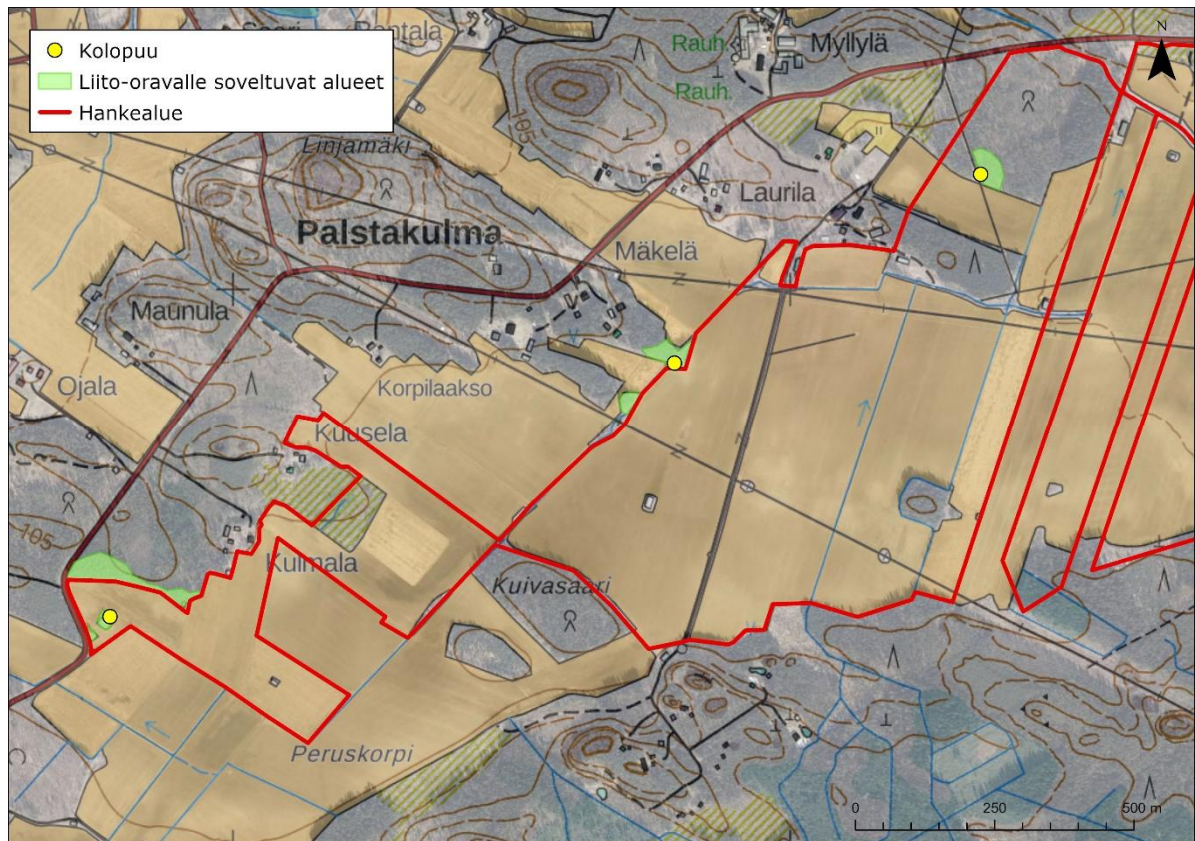 Kolopuu
Liito-oravalle soveltuvat alueet
Hankealue
Rantala
Rauh.
Myllylä
N
Rauh.
105
Linjamäki
Laurila
Palstakulma
Mäkelä
Maunula
Korpilaakso
Ojala
Kuusela
105
Kulmala
Kuivasaari
Peruskorpi
0 250 500 m